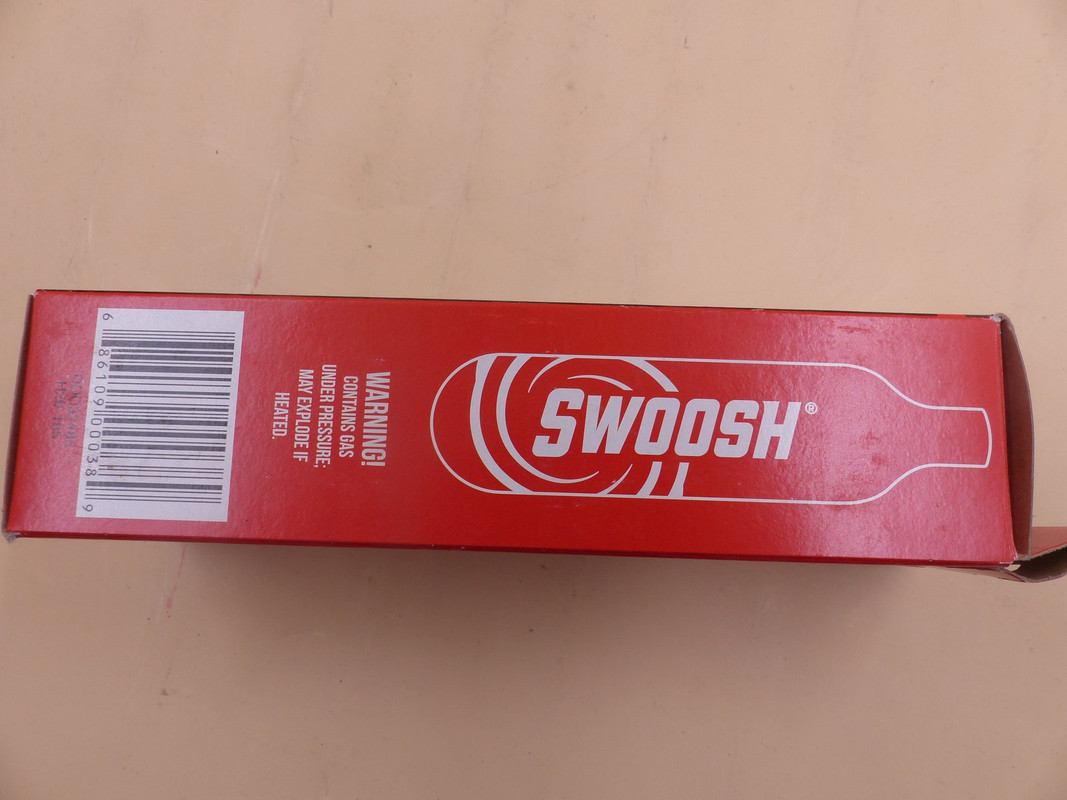 SWOOSH®
WARNING!
CONTAINS GAS
UNDER PRESSURE;
MAY EXPLODE IF
HEATED.
6 86109 00038 9